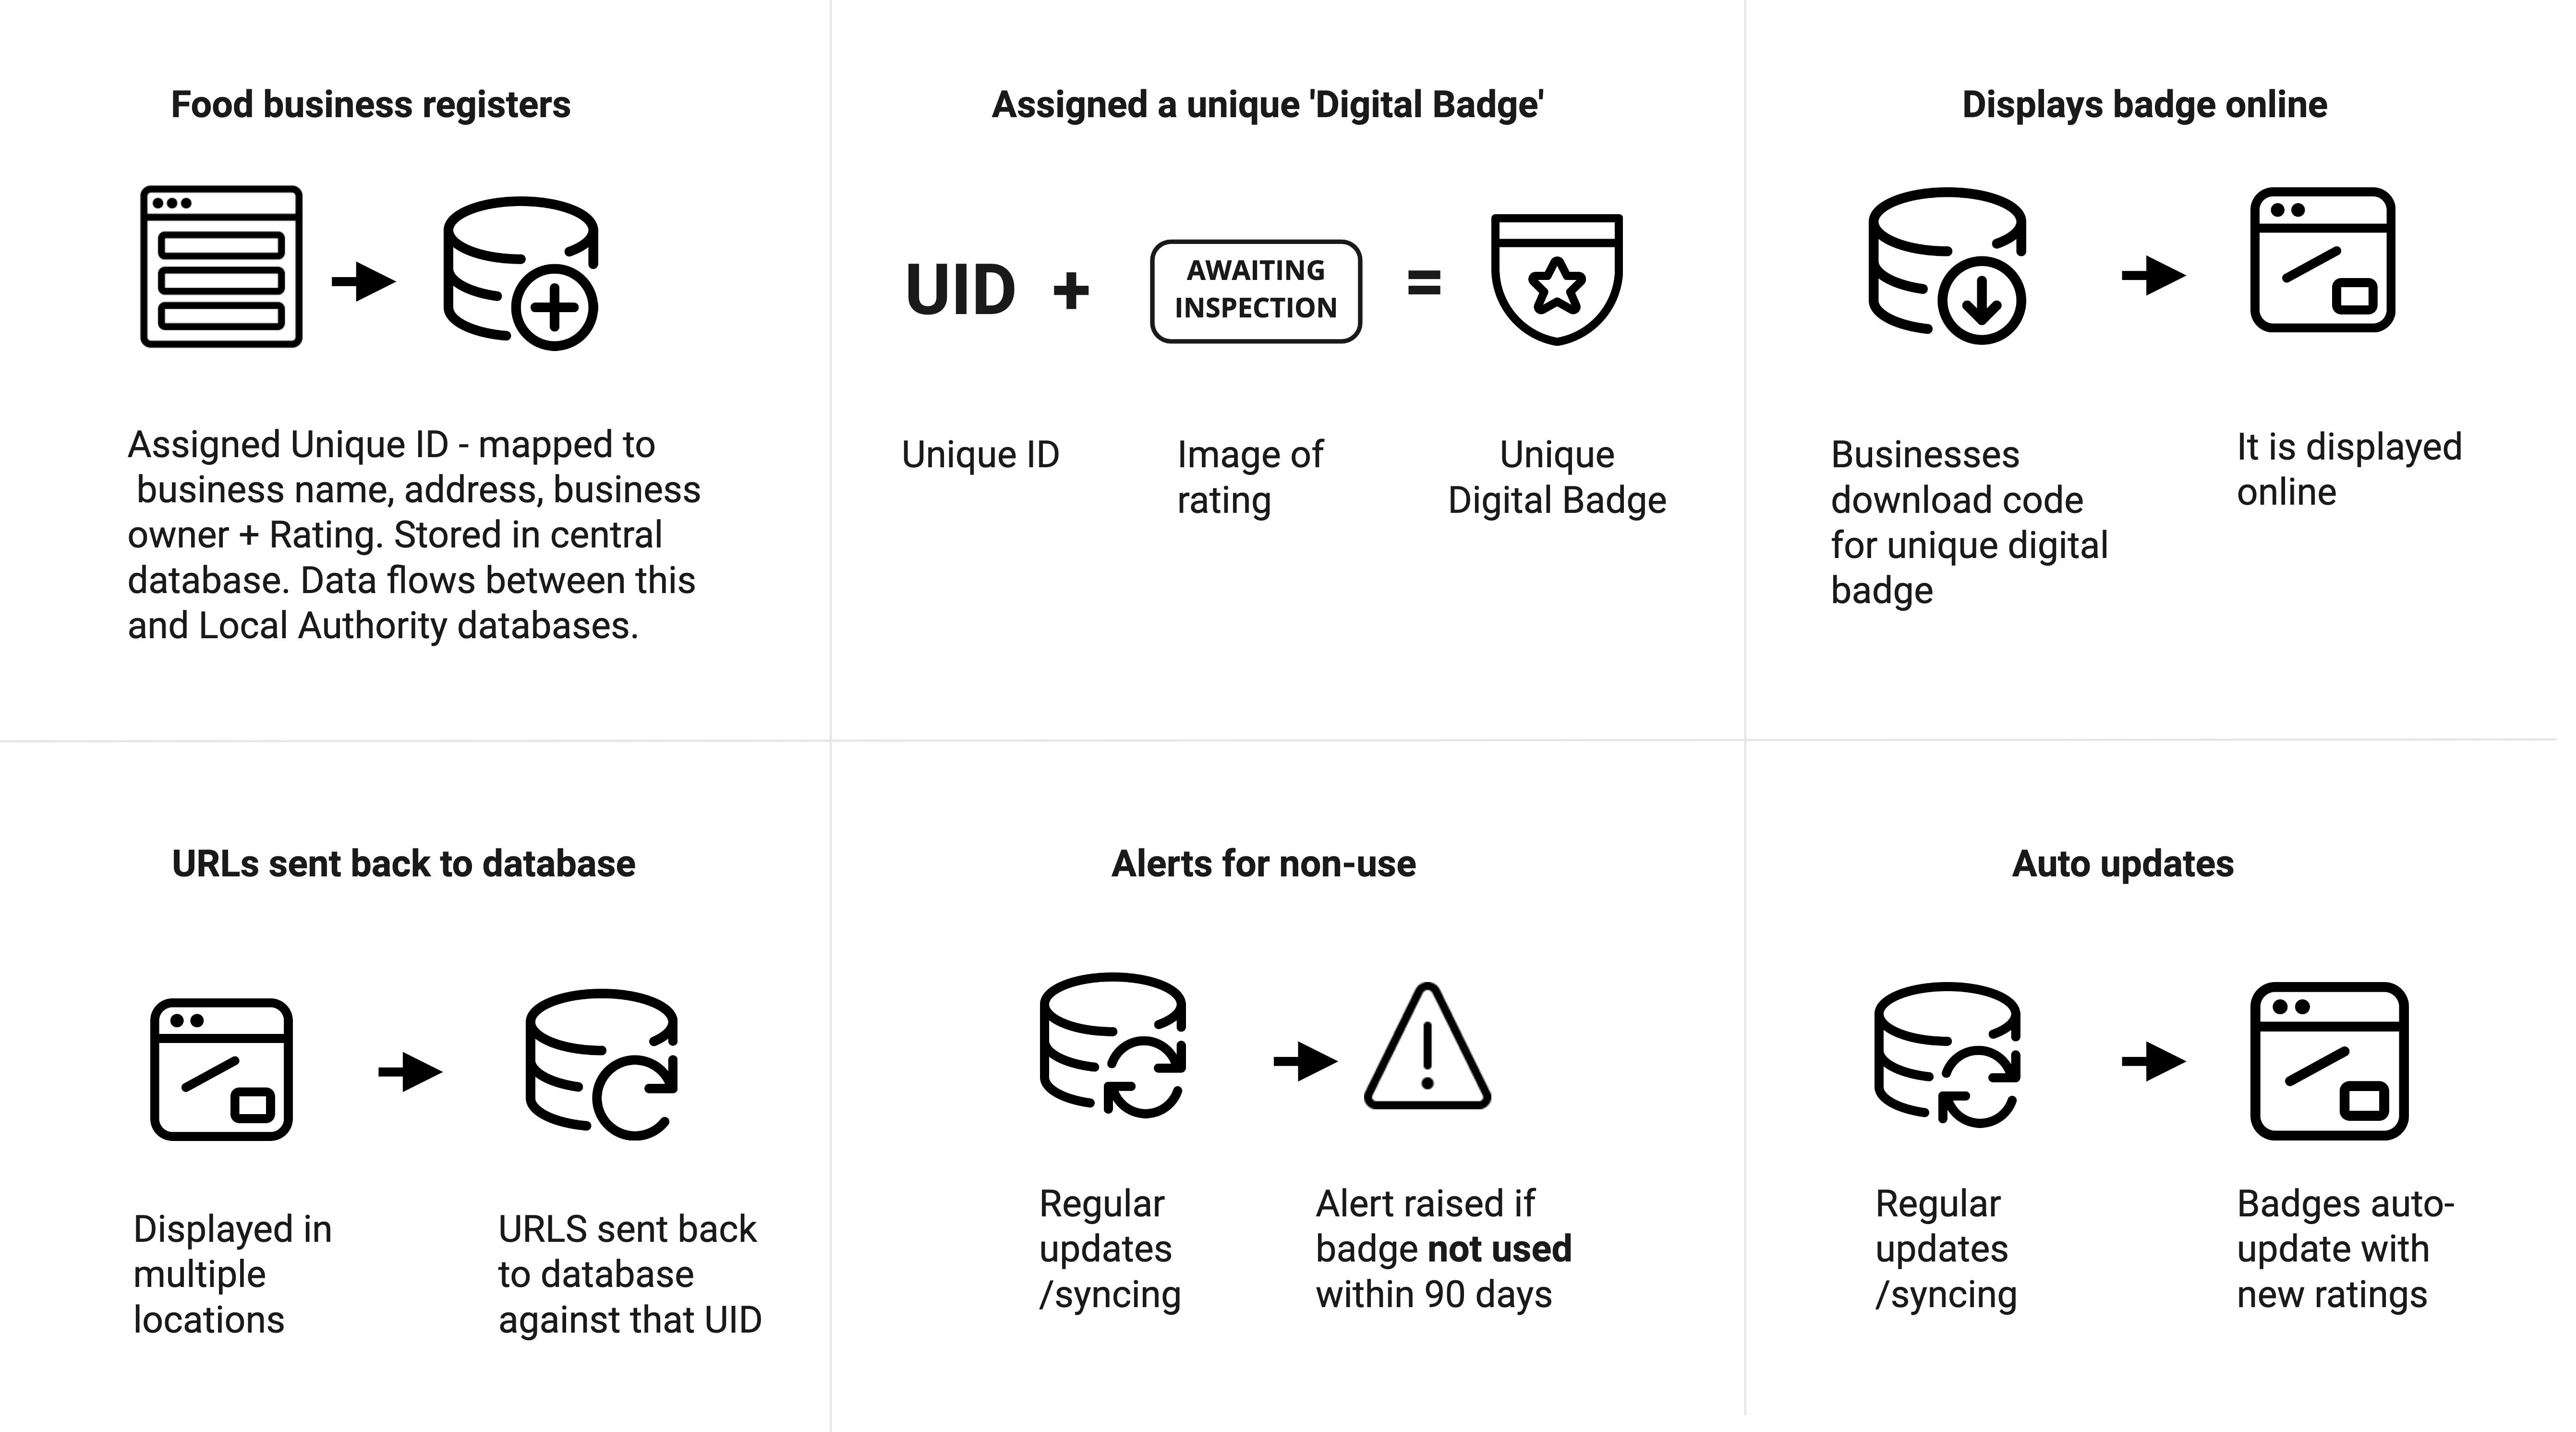 Food business registers
Assigned Unique ID - mapped to
business name, address, business
owner + Rating. Stored in central
database. Data flows between this
and Local Authority databases.
Assigned a unique 'Digital Badge'
UID +
AWAITING
INSPECTION
=
Unique ID
Image of
rating
Unique
Digital Badge
Displays badge online
Businesses
download code
for unique digital
badge
It is displayed
online
URLs sent back to database
Displayed in
multiple
locations
URLS sent back
to database
against that UID
Alerts for non-use
Regular
updates
/syncing
Alert raised if
badge not used
within 90 days
Auto updates
Regular
updates
/syncing
Badges auto-
update with
new ratings